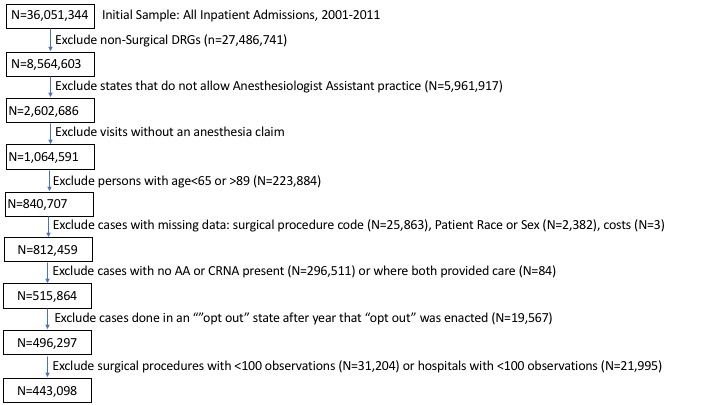 N=36,051,344 Initial Sample: All Inpatient Admissions, 2001-2011
Exclude non-Surgical DRGs (n=27,486,741)
N=8,564,603
Exclude states that do not allow Anesthesiologist Assistant practice (N=5,961,917)
N=2,602,686
Exclude visits without an anesthesia claim
N=1,064,591
Exclude persons with age<65 or >89 (N=223,884)
N=840,707
Exclude cases with missing data: surgical procedure code (N=25,863), Patient Race or Sex (N=2,382), costs (N=3)
N=812,459
Exclude cases with no AA or CRNA present (N=296,511) or where both provided care (N=84)
N=515,864
Exclude cases done in an “”opt out” state after year that “opt out” was enacted (N=19,567)
N=496,297
Exclude surgical procedures with <100 observations (N=31,204) or hospitals with <100 observations (N=21,995)
N=443,098